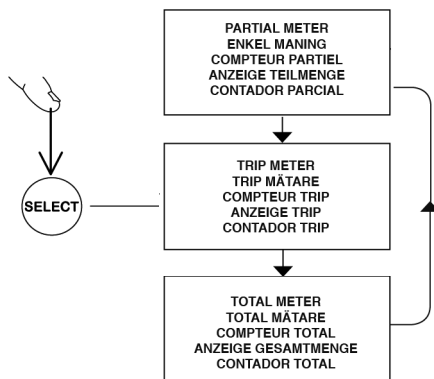 PARTIAL METER
ENKEL MANING
COMPTEUR PARTIEL
ANZEIGE TEILMENGE
CONTADOR PARCIAL
SELECT
TRIP METER
TRIP MÄTARE
COMPTEUR TRIP
ANZEIGE TRIP
CONTADOR TRIP
TOTAL METER
TOTAL MÄTARE
COMPTEUR TOTAL
ANZEIGE GESAMTMENGE
CONTADOR TOTAL